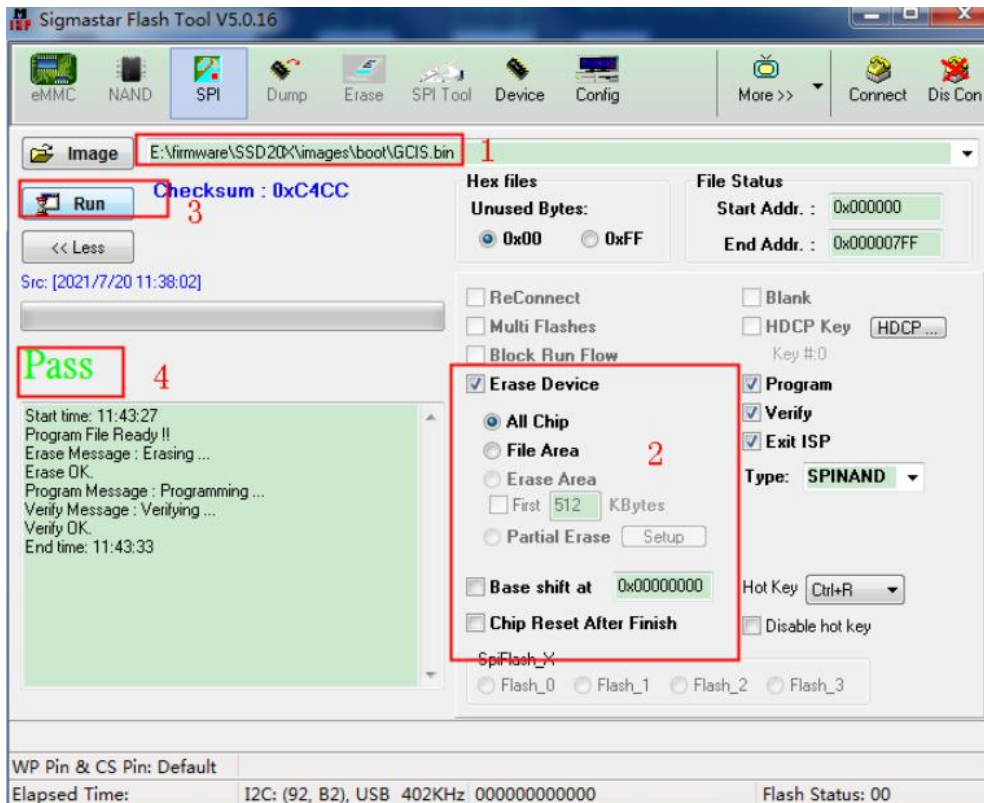 Sigmastar Flash Tool V5.0.16
eMMC NAND SPI Dump Erase SPI Tool Device Config More >> Connect Dis Con
Image E:\firmware\SSD20X\images\boot\GCIS.bin 1
Run 3 Checksum : 0xC4CC
<< Less
Src: [2021/7/20 11:38:02]
Hex files
Unused Bytes:
0x00 0xFF
File Status
Start Addr. : 0x000000
End Addr. : 0x000007FF
Pass 4
Start time: 11:43:27
Program File Ready !!
Erase Message : Erasing ...
Erase OK.
Program Message : Programming ...
Verify Message : Verifying ...
Verify OK.
End time: 11:43:33
ReConnect
Multi Flashes
Block Run Flow
Erase Device
All Chip
File Area 2
Erase Area
First 512 KBytes
Partial Erase Setup
Base shift at 0x00000000
Chip Reset After Finish
Blank
HDCP Key HDCP ...
Key #:0
Program
Verify
Exit ISP
Type: SPINAND
Hot Key Ctrl+R
Disable hot key
SpiFlash_X
Flash_0 Flash_1 Flash_2 Flash_3
WP Pin & CS Pin: Default
Elapsed Time: I2C: (92, B2), USB 402KHz 000000000000 Flash Status: 00